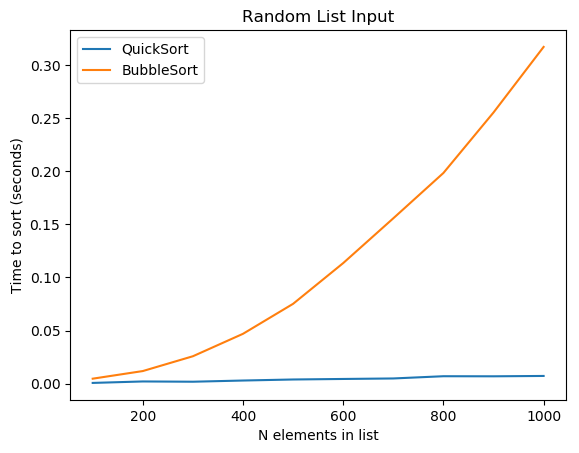 Random List Input
QuickSort
BubbleSort
Time to sort (seconds)
0.30
0.25
0.20
0.15
0.10
0.05
0.00
200 400 600 800 1000
N elements in list